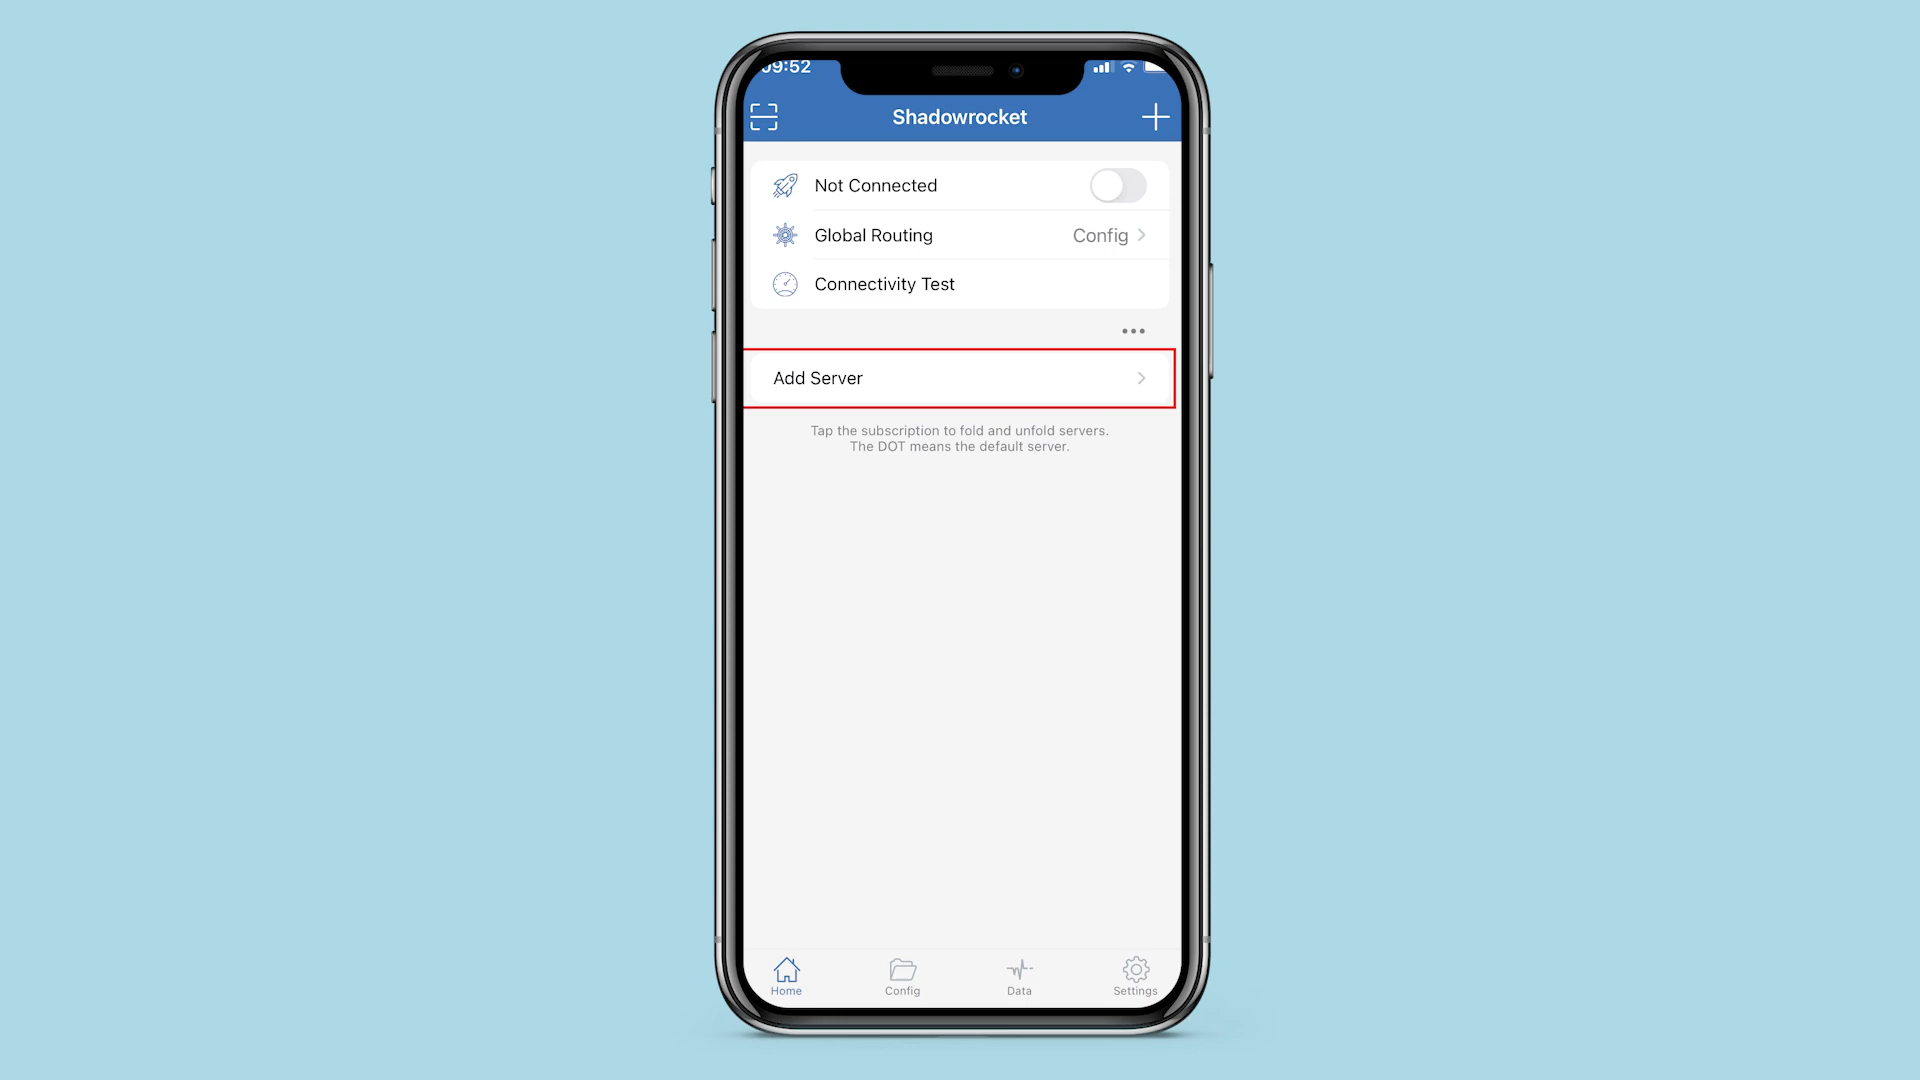 09:52
Shadowrocket
Not Connected
Global Routing Config
Connectivity Test
Add Server
Tap the subscription to fold and unfold servers.
The DOT means the default server.
Home Config Data Settings